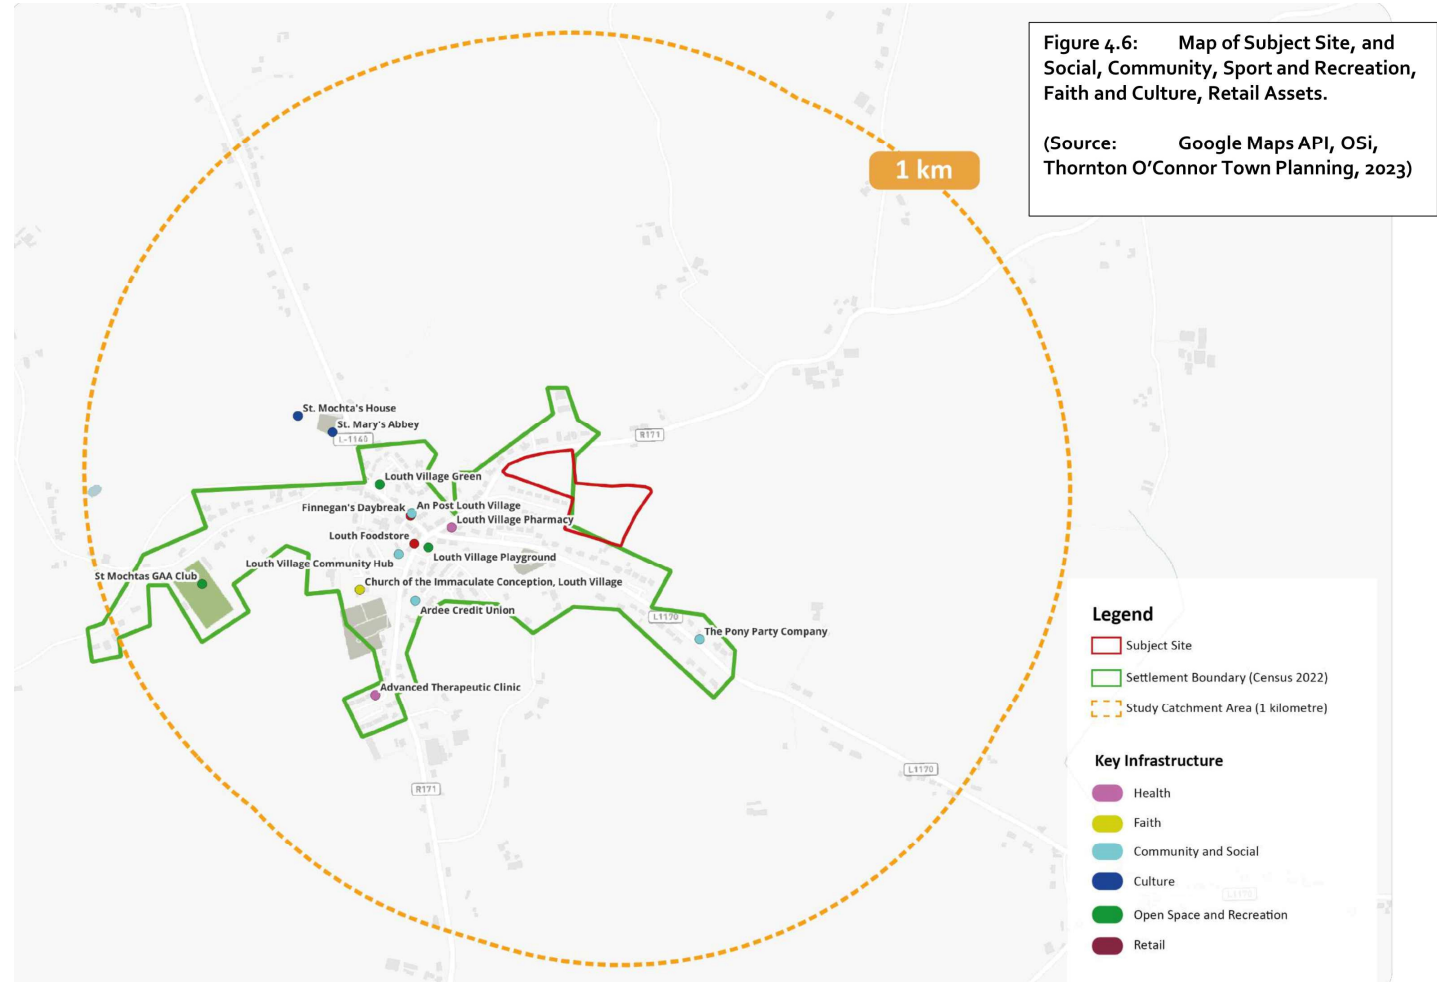 Figure 4.6: Map of Subject Site, and
Social, Community, Sport and Recreation,
Faith and Culture, Retail Assets.
(Source: Google Maps API, OSi,
Thornton O’Connor Town Planning, 2023)
1 km
St. Mochta's House
St. Mary's Abbey
L-1140
R171
Louth Village Green
Finnegan's Daybreak
An Post Louth Village
Louth Village Pharmacy
Louth Foodstore
Louth Village Playground
Louth Village Community Hub
St Mochtas GAA Club
Church of the Immaculate Conception, Louth Village
Ardee Credit Union
L1170
The Pony Party Company
Advanced Therapeutic Clinic
R171
L1170
Legend
Subject Site
Settlement Boundary (Census 2022)
Study Catchment Area (1 kilometre)
Key Infrastructure
Health
Faith
Community and Social
Culture
Open Space and Recreation
Retail